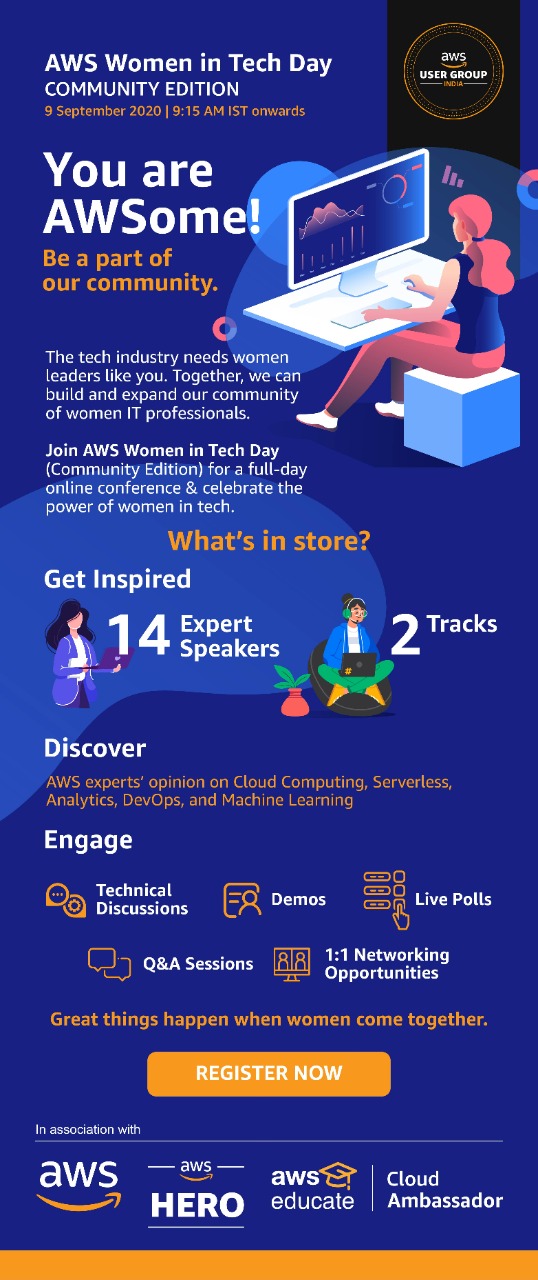 AWS Women in Tech Day
COMMUNITY EDITION
9 September 2020 | 9:15 AM IST onwards
aws
USER GROUP
INDIA
You are
AWSome!
Be a part of
our community.
The tech industry needs women
leaders like you. Together, we can
build and expand our community
of women IT professionals.
Join AWS Women in Tech Day
(Community Edition) for a full-day
online conference & celebrate the
power of women in tech.
What's in store?
Get Inspired
14 Expert
Speakers
2 Tracks
#
Discover
AWS experts' opinion on Cloud Computing, Serverless,
Analytics, DevOps, and Machine Learning
Engage
Technical
Discussions
Demos
Live Polls
Q&A Sessions
1:1 Networking
Opportunities
Great things happen when women come together.
REGISTER NOW
In association with
aws
aws
HERO
aws
educate
Cloud
Ambassador